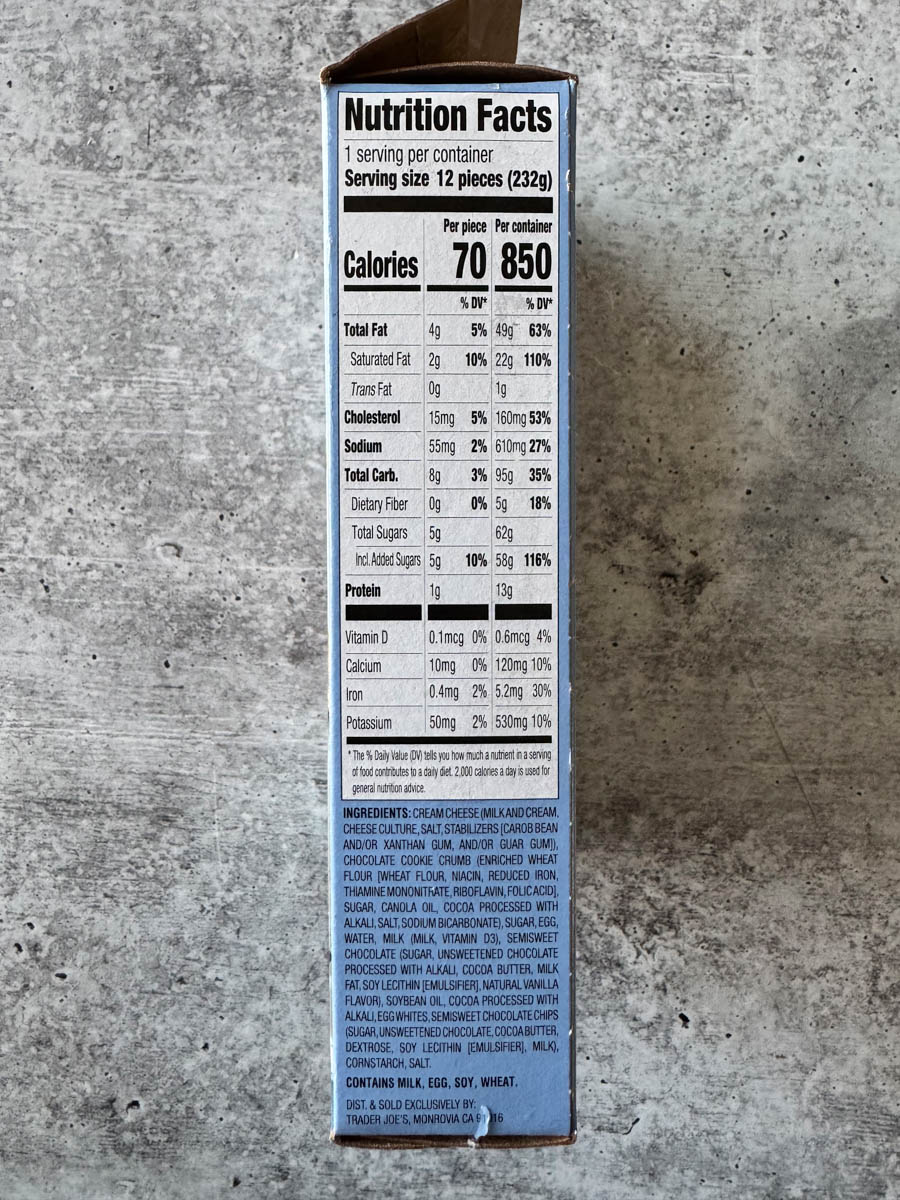 Nutrition Facts
1 serving per container
Serving size 12 pieces (232g)
Per piece Per container
Calories 70 850
% DV* % DV*
Total Fat 4g 5% 49g 63%
Saturated Fat 2g 10% 22g 110%
Trans Fat 0g 1g
Cholesterol 15mg 5% 160mg 53%
Sodium 55mg 2% 610mg 27%
Total Carb. 8g 3% 95g 35%
Dietary Fiber 0g 0% 5g 18%
Total Sugars 5g 62g
Incl. Added Sugars 5g 10% 58g 116%
Protein 1g 13g
Vitamin D 0.1mcg 0% 0.6mcg 4%
Calcium 10mg 0% 120mg 10%
Iron 0.4mg 2% 5.2mg 30%
Potassium 50mg 2% 530mg 10%
* The % Daily Value (DV) tells you how much a nutrient in a serving
of food contributes to a daily diet. 2,000 calories a day is used for
general nutrition advice.
INGREDIENTS: CREAM CHEESE (MILK AND CREAM,
CHEESE CULTURE, SALT, STABILIZERS [CAROB BEAN
AND/OR XANTHAN GUM, AND/OR GUAR GUM]),
CHOCOLATE COOKIE CRUMB (ENRICHED WHEAT
FLOUR [WHEAT FLOUR, NIACIN, REDUCED IRON,
THIAMINE MONONITRATE, RIBOFLAVIN, FOLIC ACID],
SUGAR, CANOLA OIL, COCOA PROCESSED WITH
ALKALI, SALT, SODIUM BICARBONATE), SUGAR, EGG,
WATER, MILK (MILK, VITAMIN D3), SEMISWEET
CHOCOLATE (SUGAR, UNSWEETENED CHOCOLATE
PROCESSED WITH ALKALI, COCOA BUTTER, MILK
FAT, SOY LECITHIN [EMULSIFIER], NATURAL VANILLA
FLAVOR), SOYBEAN OIL, COCOA PROCESSED WITH
ALKALI, EGG WHITES, SEMISWEET CHOCOLATE CHIPS
(SUGAR, UNSWEETENED CHOCOLATE, COCOA BUTTER,
DEXTROSE, SOY LECITHIN [EMULSIFIER], MILK),
CORNSTARCH, SALT.
CONTAINS MILK, EGG, SOY, WHEAT.
DIST. & SOLD EXCLUSIVELY BY:
TRADER JOE'S, MONROVIA CA